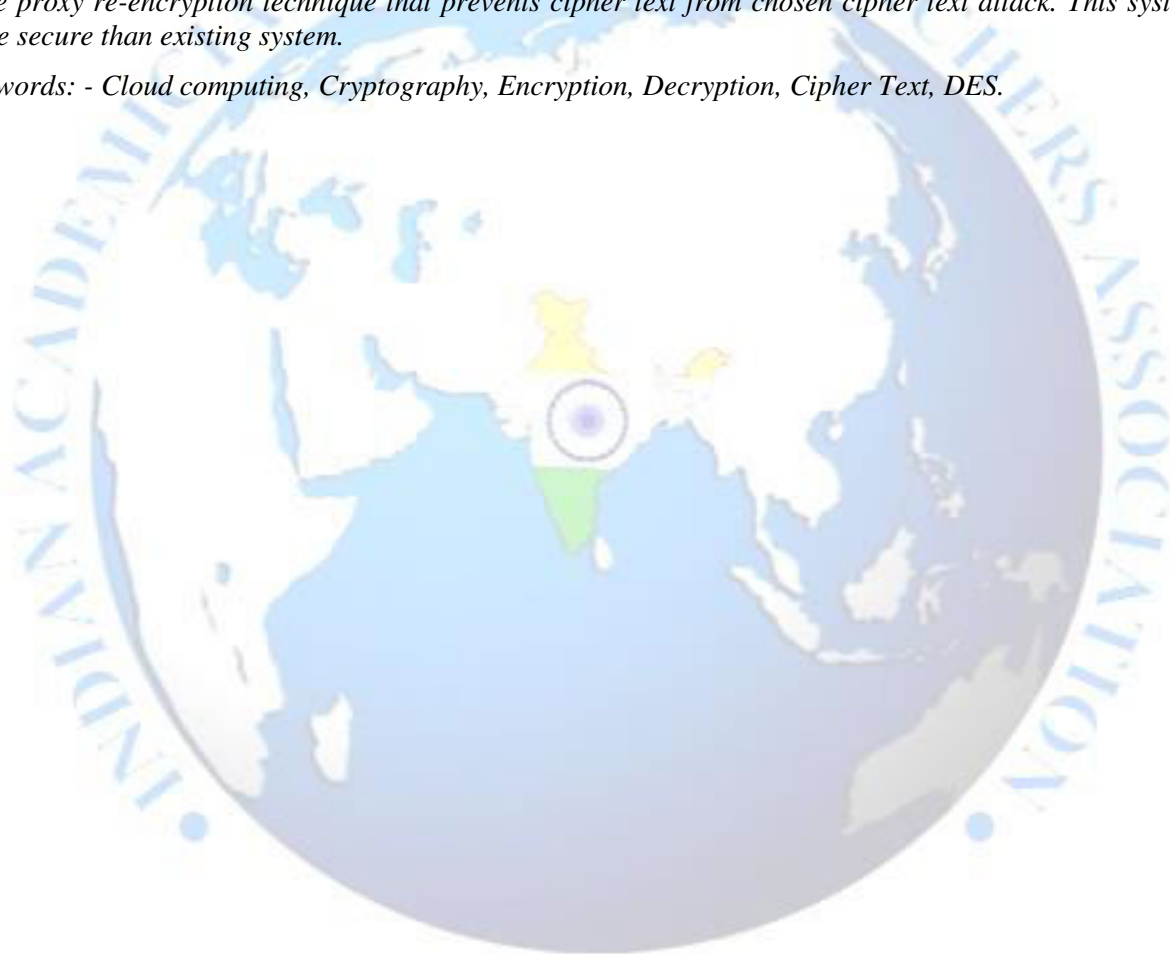 e proxy re-encryption technique that prevents cipher text from chosen cipher text attack. This syst
e secure than existing system.
words: - Cloud computing, Cryptography, Encryption, Decryption, Cipher Text, DES.
INDIAN ACADEMIC
CHERS ASSOCIATION